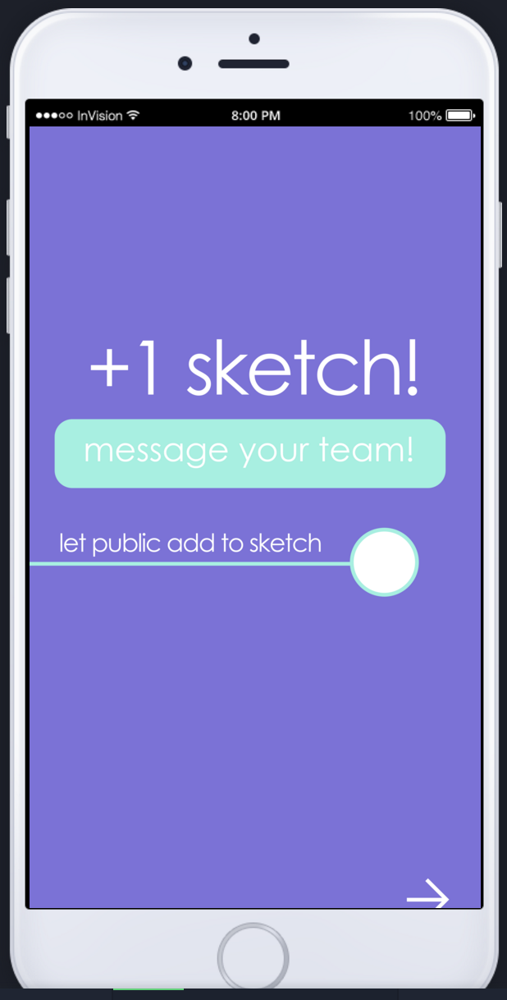 InVision 8:00 PM 100%
+1 sketch!
message your team!
let public add to sketch